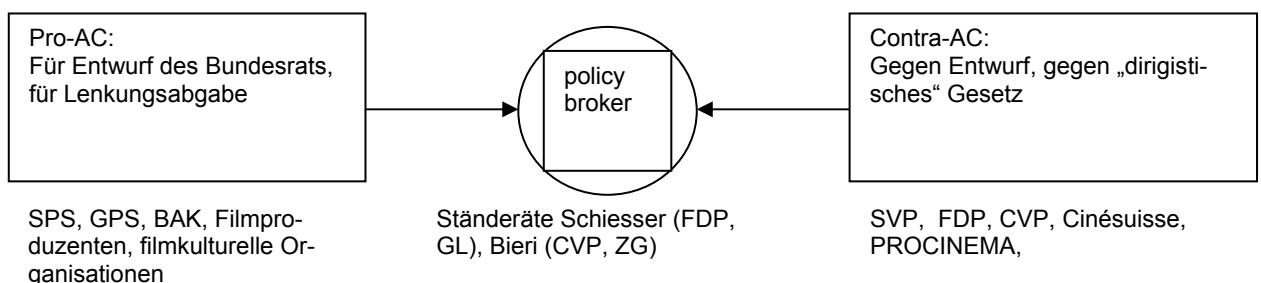 Pro-AC:
Für Entwurf des Bundesrats,
für Lenkungsabgabe
policy
broker
Contra-AC:
Gegen Entwurf, gegen „dirigisti-
sches“ Gesetz
SPS, GPS, BAK, Filmpro-
duzenten, filmkulturelle Or-
ganisationen
Ständeräte Schiesser (FDP,
GL), Bieri (CVP, ZG)
SVP, FDP, CVP, Cinésuisse,
PROCINEMA,